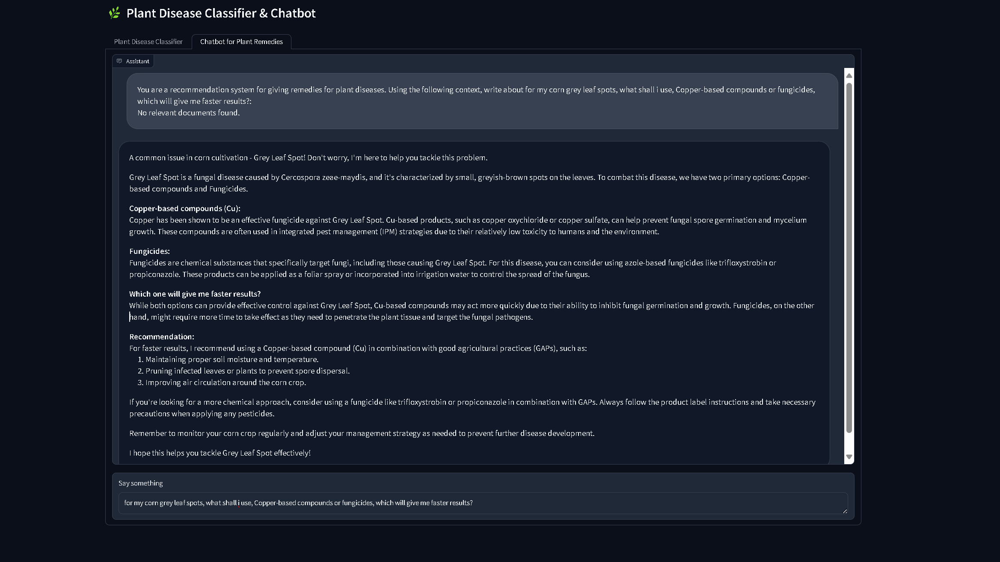 🌿 Plant Disease Classifier & Chatbot
Plant Disease Classifier
Chatbot for Plant Remedies
Assistant
You are a recommendation system for giving remedies for plant diseases. Using the following context, write about for my corn grey leaf spots, what shall i use, Copper-based compounds or fungicides,
which will give me faster results?:
No relevant documents found.
A common issue in corn cultivation - Grey Leaf Spot! Don't worry, I'm here to help you tackle this problem.
Grey Leaf Spot is a fungal disease caused by Cercospora zeae-maydis, and it's characterized by small, greyish-brown spots on the leaves. To combat this disease, we have two primary options: Copper-
based compounds and Fungicides.
Copper-based compounds (Cu):
Copper has been shown to be an effective fungicide against Grey Leaf Spot. Cu-based products, such as copper oxychloride or copper sulfate, can help prevent fungal spore germination and mycelium
growth. These compounds are often used in integrated pest management (IPM) strategies due to their relatively low toxicity to humans and the environment.
Fungicides:
Fungicides are chemical substances that specifically target fungi, including those causing Grey Leaf Spot. For this disease, you can consider using azole-based fungicides like trifloxystrobin or
propiconazole. These products can be applied as a foliar spray or incorporated into irrigation water to control the spread of the fungus.
Which one will give me faster results?
While both options can provide effective control against Grey Leaf Spot, Cu-based compounds may act more quickly due to their ability to inhibit fungal germination and growth. Fungicides, on the other
hand, might require more time to take effect as they need to penetrate the plant tissue and target the fungal pathogens.
Recommendation:
For faster results, I recommend using a Copper-based compound (Cu) in combination with good agricultural practices (GAPs), such as:
1. Maintaining proper soil moisture and temperature.
2. Pruning infected leaves or plants to prevent spore dispersal.
3. Improving air circulation around the corn crop.
If you're looking for a more chemical approach, consider using a fungicide like trifloxystrobin or propiconazole in combination with GAPs. Always follow the product label instructions and take necessary
precautions when applying any pesticides.
Remember to monitor your corn crop regularly and adjust your management strategy as needed to prevent further disease development.
I hope this helps you tackle Grey Leaf Spot effectively!
Say something
for my corn grey leaf spots, what shall i use, Copper-based compounds or fungicides, which will give me faster results?